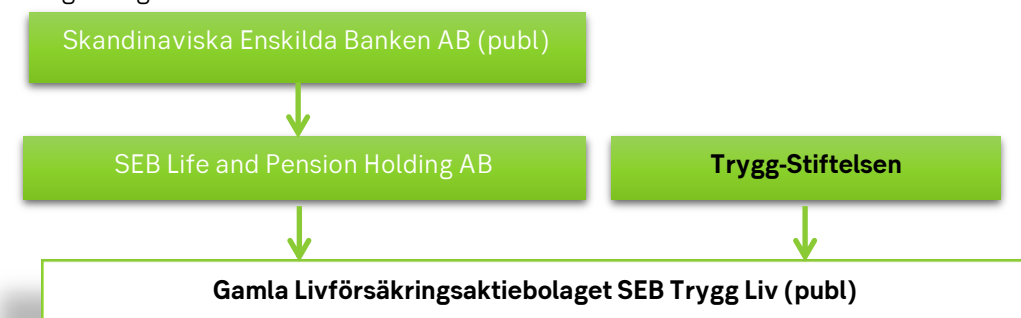 Skandinaviska Enskilda Banken AB (publ)
SEB Life and Pension Holding AB
Trygg-Stiftelsen
Gamla Livförsäkringsaktiebolaget SEB Trygg Liv (publ)